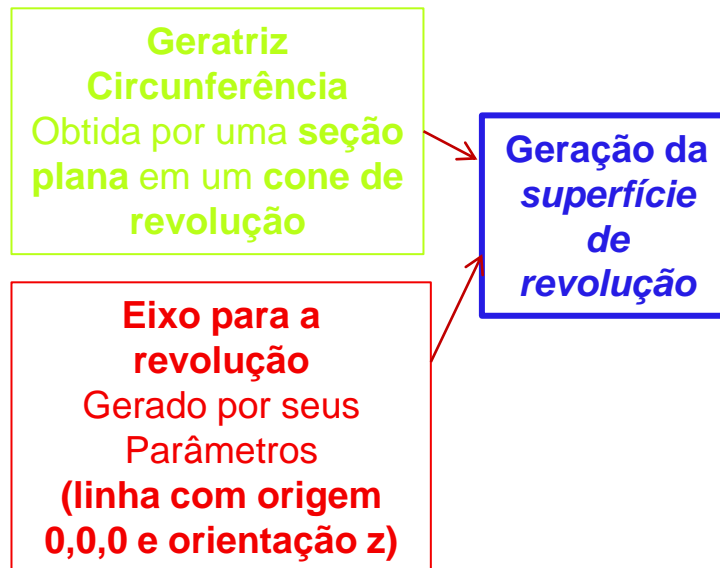 Geratriz
Circunferência
Obtida por uma seção
plana em um cone de
revolução
Geração da
superfície
de
revolução
Eixo para a
revolução
Gerado por seus
Parâmetros
(linha com origem
0,0,0 e orientação z)